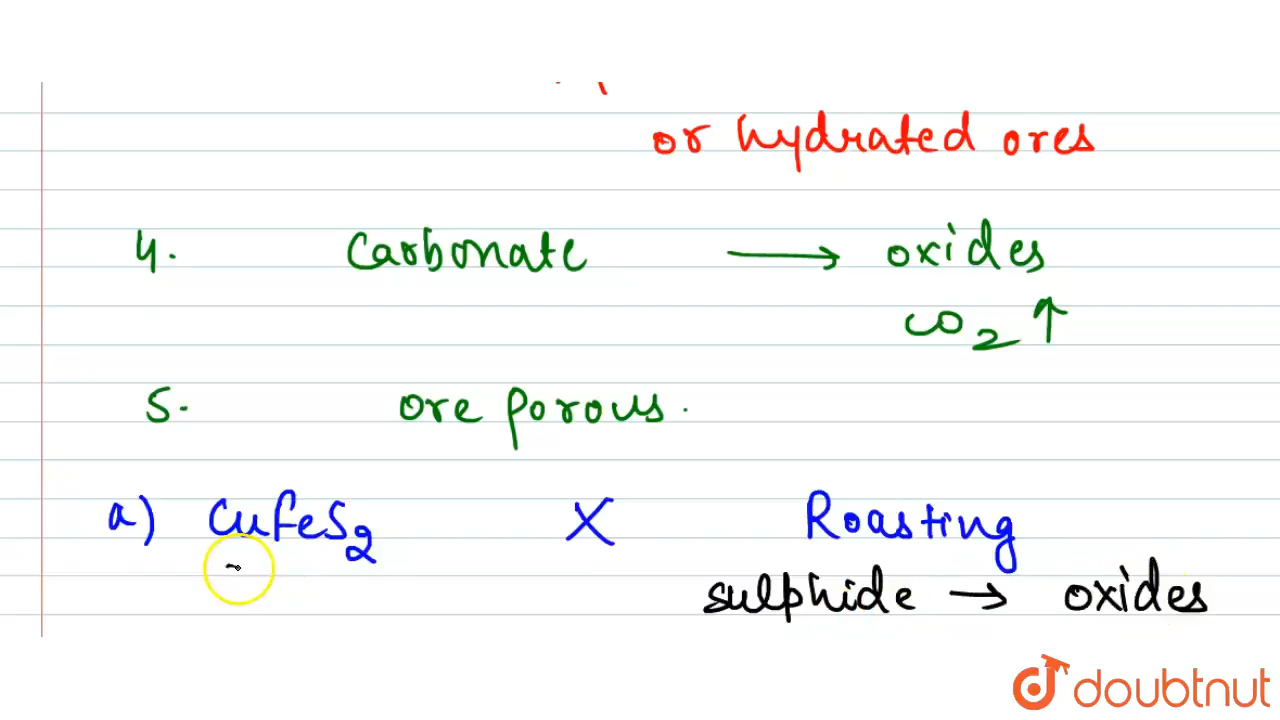 or hydrated ores
4. Carbonate → oxides
CO2 ↑
5. ore porous.
a) CuFeS2 X Roasting
sulphide → oxides
doubtnut